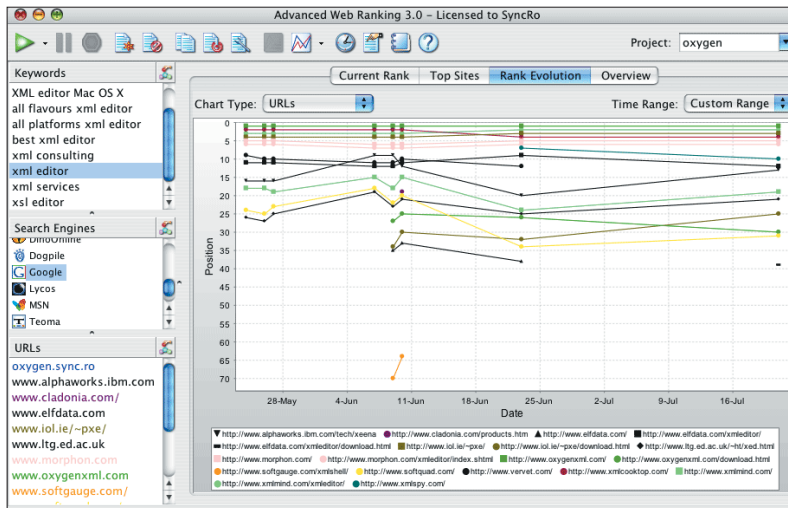 Advanced Web Ranking 3.0 – Licensed to SyncRo
Project: oxygen
Keywords
XML editor Mac OS X
all flavours xml editor
all platforms xml editor
best xml editor
xml consulting
xml editor
xml services
xsl editor
Search Engines
DinoOnline
Dogpile
Google
Lycos
MSN
Teoma
URLs
oxygen.sync.ro
www.alphaworks.ibm.com
www.cladonia.com/
www.elfdata.com
www.iol.ie/~pxe/
www.ltg.ed.ac.uk
www.morphon.com/
www.oxygenxml.com
www.softgauge.com/
Current Rank Top Sites Rank Evolution Overview
Chart Type: URLs Time Range: Custom Range
Position
0
5
10
15
20
25
30
35
40
45
50
55
60
65
70
28-May 4-Jun 11-Jun 18-Jun 25-Jun 2-Jul 9-Jul 16-Jul
Date
http://www.alphaworks.ibm.com/tech/xeena http://www.cladonia.com/products.htm http://www.elfdata.com/ http://www.elfdata.com/xmleditor/
http://www.elfdata.com/xmleditor/download.html http://www.iol.ie/~pxe/ http://www.iol.ie/~pxe/download.html http://www.ltg.ed.ac.uk/~ht/xed.html
http://www.morphon.com/ http://www.morphon.com/xmleditor/index.shtml http://www.oxygenxml.com/ http://www.oxygenxml.com/download.html
http://www.softgauge.com/xmlshell/ http://www.softquad.com/ http://www.vervet.com/ http://www.xmlcooktop.com/ http://www.xmlmind.com/
http://www.xmlmind.com/xmleditor/ http://www.xmlspy.com/